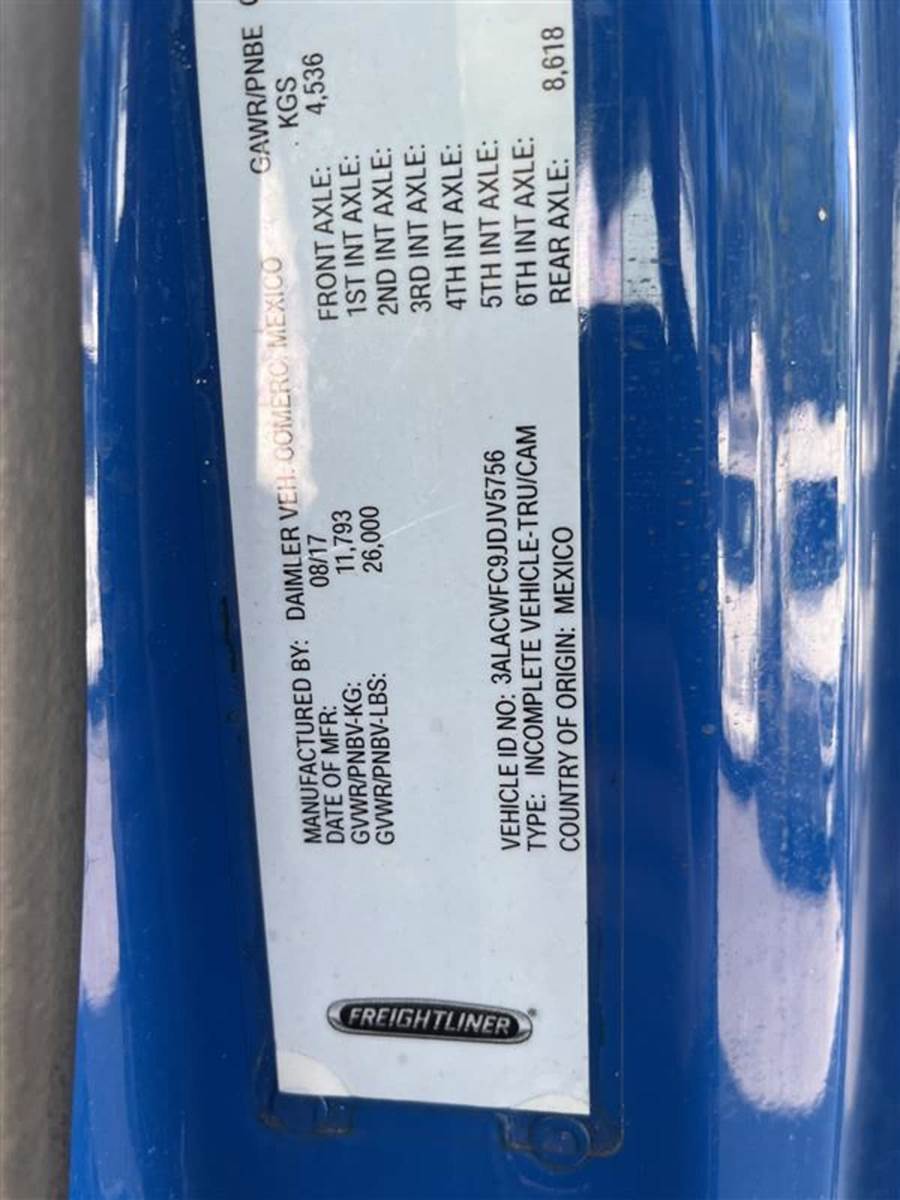 FREIGHTLINER
MANUFACTURED BY: DAIMLER VEH. COMERC. MEXICO
DATE OF MFR: 08/17
GVWR/PNBV-KG: 11,793
GVWR/PNBV-LBS: 26,000
VEHICLE ID NO: 3ALACWFC9JDJV5756
TYPE: INCOMPLETE VEHICLE-TRU/CAM
COUNTRY OF ORIGIN: MEXICO
GAWR/PNBE
KGS
FRONT AXLE: 4,536
1ST INT AXLE:
2ND INT AXLE:
3RD INT AXLE:
4TH INT AXLE:
5TH INT AXLE:
6TH INT AXLE:
REAR AXLE: 8,618